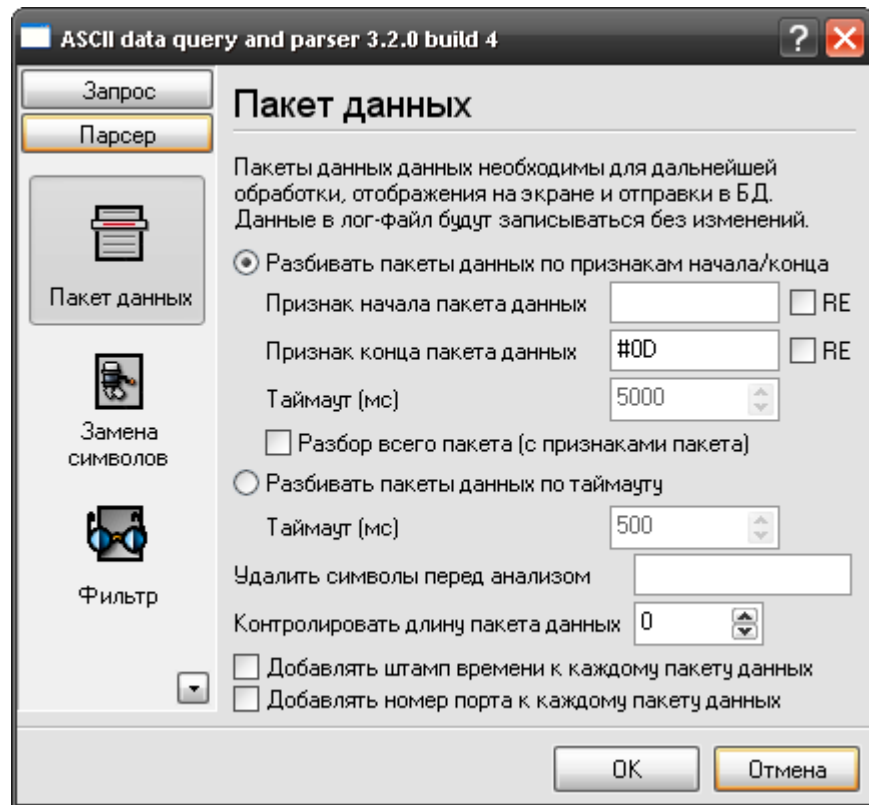 ASCII data query and parser 3.2.0 build 4
Запрос
Парсер
Пакет данных
Замена
символов
Фильтр
Пакет данных
Пакеты данных данных необходимы для дальнейшей
обработки, отображения на экране и отправки в БД.
Данные в лог-файл будут записываться без изменений.
Разбивать пакеты данных по признакам начала/конца
Признак начала пакета данных RE
Признак конца пакета данных #0D RE
Таймаут (мс) 5000
Разбор всего пакета (с признаками пакета)
Разбивать пакеты данных по таймауту
Таймаут (мс) 500
Удалить символы перед анализом
Контролировать длину пакета данных 0
Добавлять штамп времени к каждому пакету данных
Добавлять номер порта к каждому пакету данных
OK Отмена